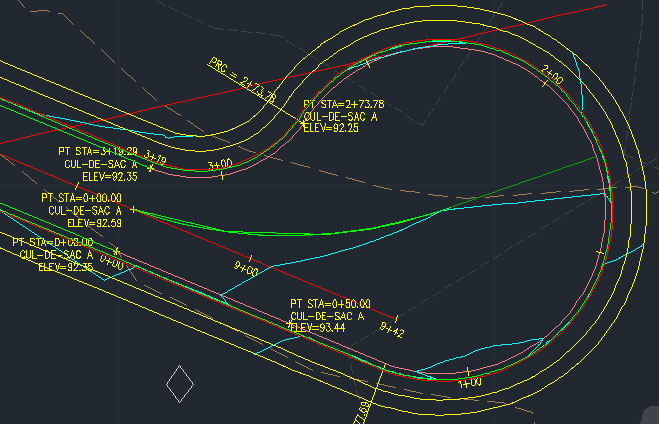 PRC = 2+73.78
2+00
PT STA=2+73.78
CUL-DE-SAC A
ELEV=92.25
PT STA=3+19.29
CUL-DE-SAC A
ELEV=92.35
3+19
3+00
PT STA=0+00.00
CUL-DE-SAC A
ELEV=92.59
PT STA=0+00.00
CUL-DE-SAC A
ELEV=92.35
0+00
9+00
PT STA=0+50.00
CUL-DE-SAC A
ELEV=93.44
9+42
1+00
77.69